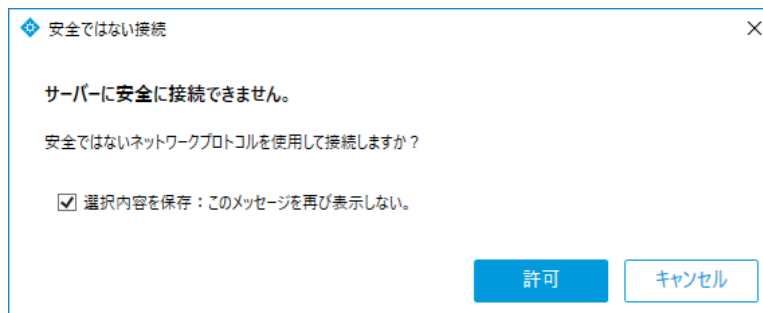 安全ではない接続
サーバーに安全に接続できません。
安全ではないネットワークプロトコルを使用して接続しますか？
選択内容を保存：このメッセージを再び表示しない。
許可
キャンセル